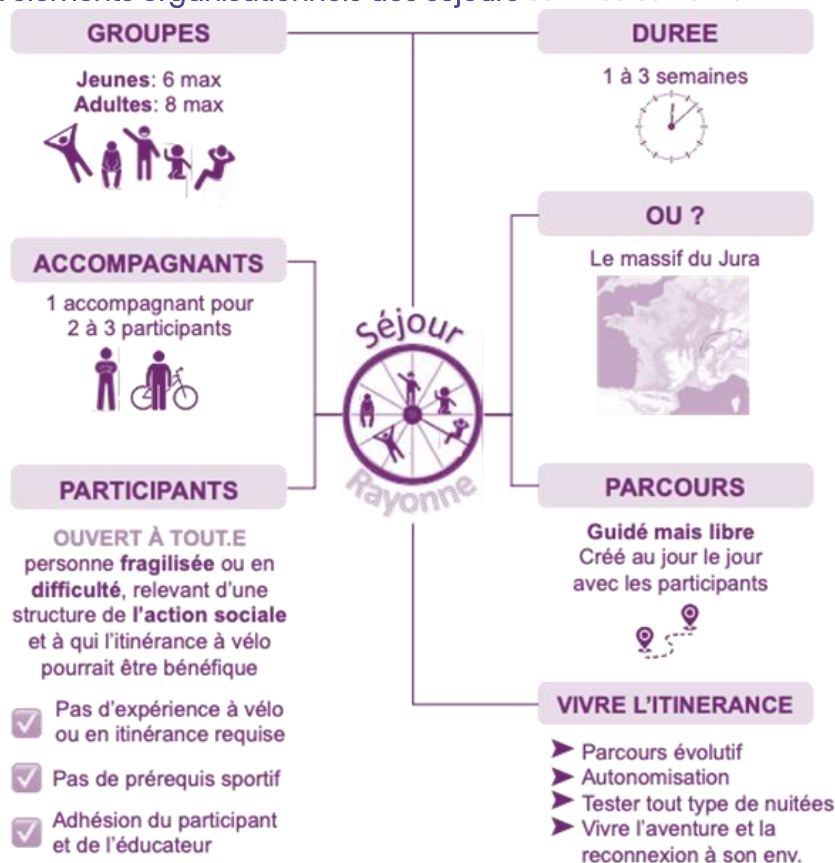 GROUPES
Jeunes: 6 max
Adultes: 8 max
ACCOMPAGNANTS
1 accompagnant pour
2 à 3 participants
PARTICIPANTS
OUVERT À TOUT.E
personne fragilisée ou en
difficulté, relevant d'une
structure de l'action sociale
et à qui l'itinérance à vélo
pourrait être bénéfique
Pas d'expérience à vélo
ou en itinérance requise
Pas de prérequis sportif
Adhésion du participant
et de l'éducateur
Séjour
Rayonne
DUREE
1 à 3 semaines
OU ?
Le massif du Jura
PARCOURS
Guidé mais libre
Créé au jour le jour
avec les participants
VIVRE L'ITINERANCE
Parcours évolutif
Autonomisation
Tester tout type de nuitées
Vivre l'aventure et la
reconnexion à son env.